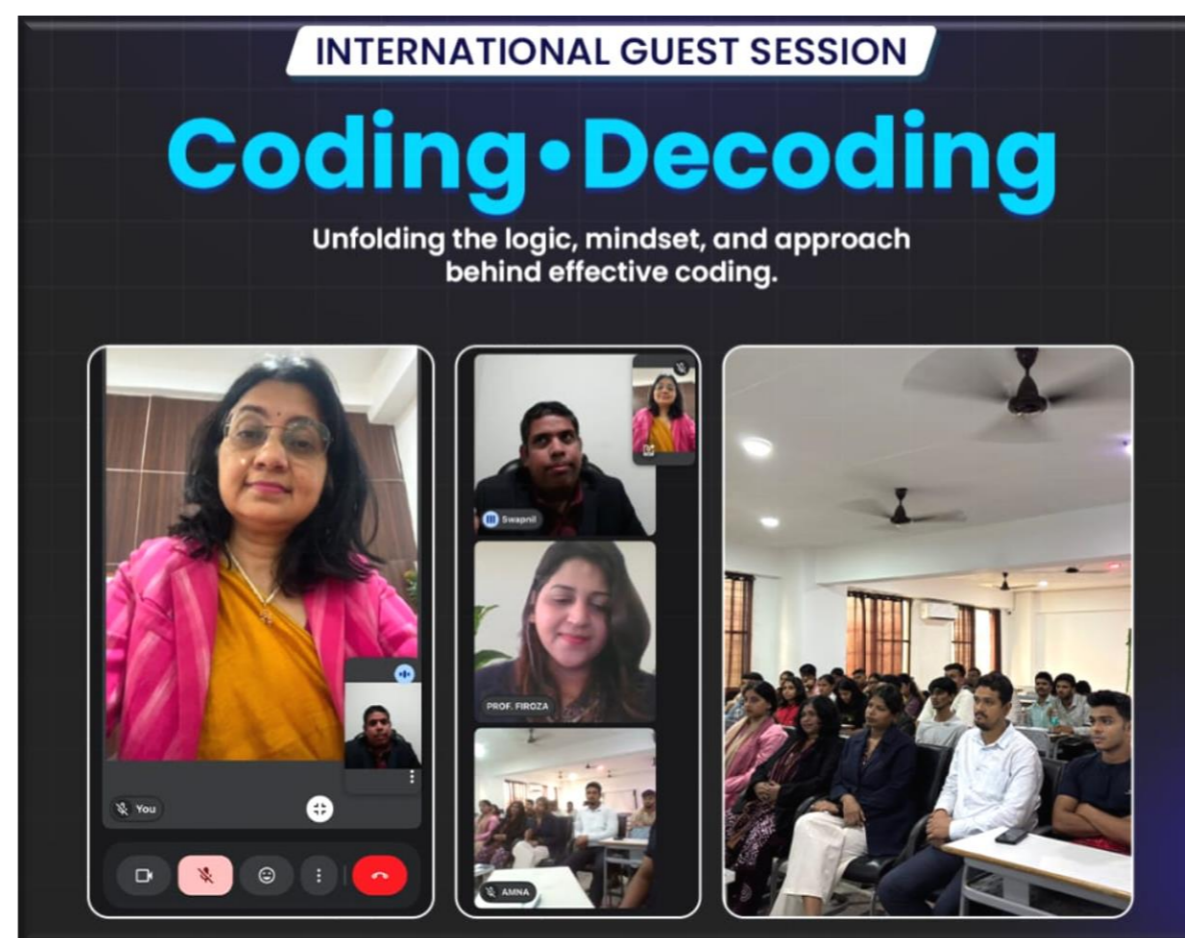 INTERNATIONAL GUEST SESSION
Coding•Decoding
Unfolding the logic, mindset, and approach
behind effective coding.
You
Swapnil
PROF. FIROZA
AMNA